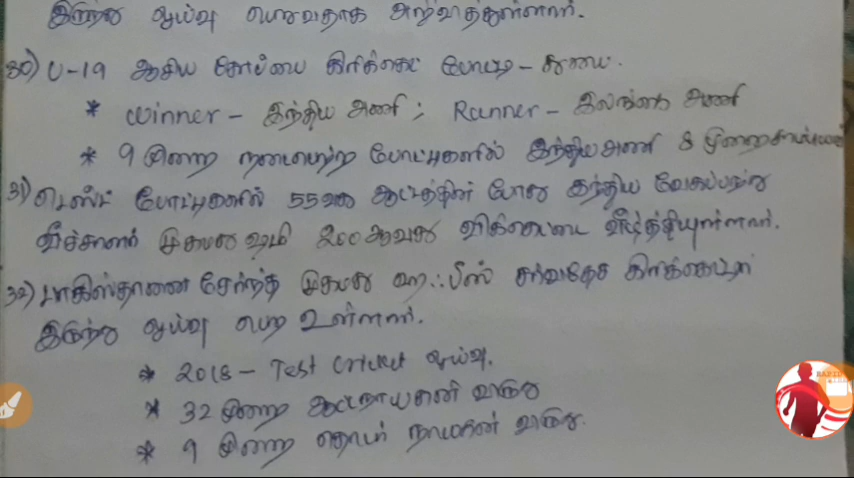 இருந்து ஓய்வு பெறுவதாக அறிவித்துள்ளார்.
30) U-19 ஆசிய கோப்பை கிரிக்கெட் போட்டி - துபை.
* Winner - இந்திய அணி ; Runner - இலங்கை அணி
* 9 முறை நடைபெற்ற போட்டிகளில் இந்திய அணி 8 முறை சாம்பியன்
31) டெஸ்ட் போட்டிகளில் 55வது ஆட்டத்தின் போது இந்திய வேகப்பந்து
வீச்சாளர் முகமது ஷமி 200 ஆவது விக்கெட்டை வீழ்த்தியுள்ளார்.
32) பாகிஸ்தானை சேர்ந்த முகமது ஹஃபீஸ் சர்வதேச கிரிக்கெட்டில்
இருந்து ஓய்வு பெற உள்ளார்.
* 2018 - Test Cricket ஓய்வு.
* 32 முறை ஆட்டநாயகன் விருது
* 9 முறை தொடர் நாயகன் விருது.
RAPID